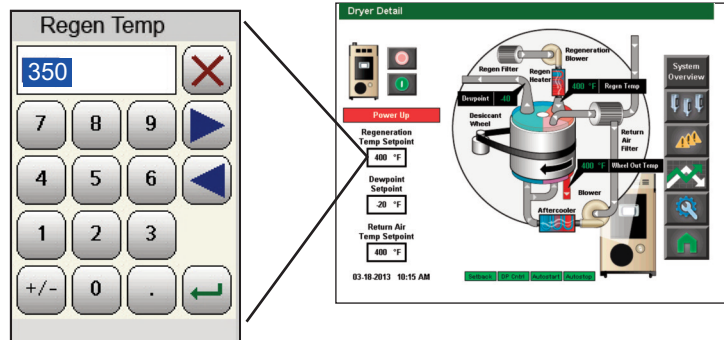 Regen Temp
350
7 8 9
4 5 6
1 2 3
+/- 0 .
Dryer Detail
Regeneration
Blower
Regen Filter
Regen
Heater
400 °F Regen Temp
Dewpoint -40
Desiccant
Wheel
Return
Air
Filter
400 °F Wheel Out Temp
Blower
Aftercooler
System
Overview
Power Up
Regeneration
Temp Setpoint
400 °F
Dewpoint
Setpoint
-20 °F
Return Air
Temp Setpoint
400 °F
03-18-2013 10:15 AM
Setback DP Cntrl Autostart Autostop